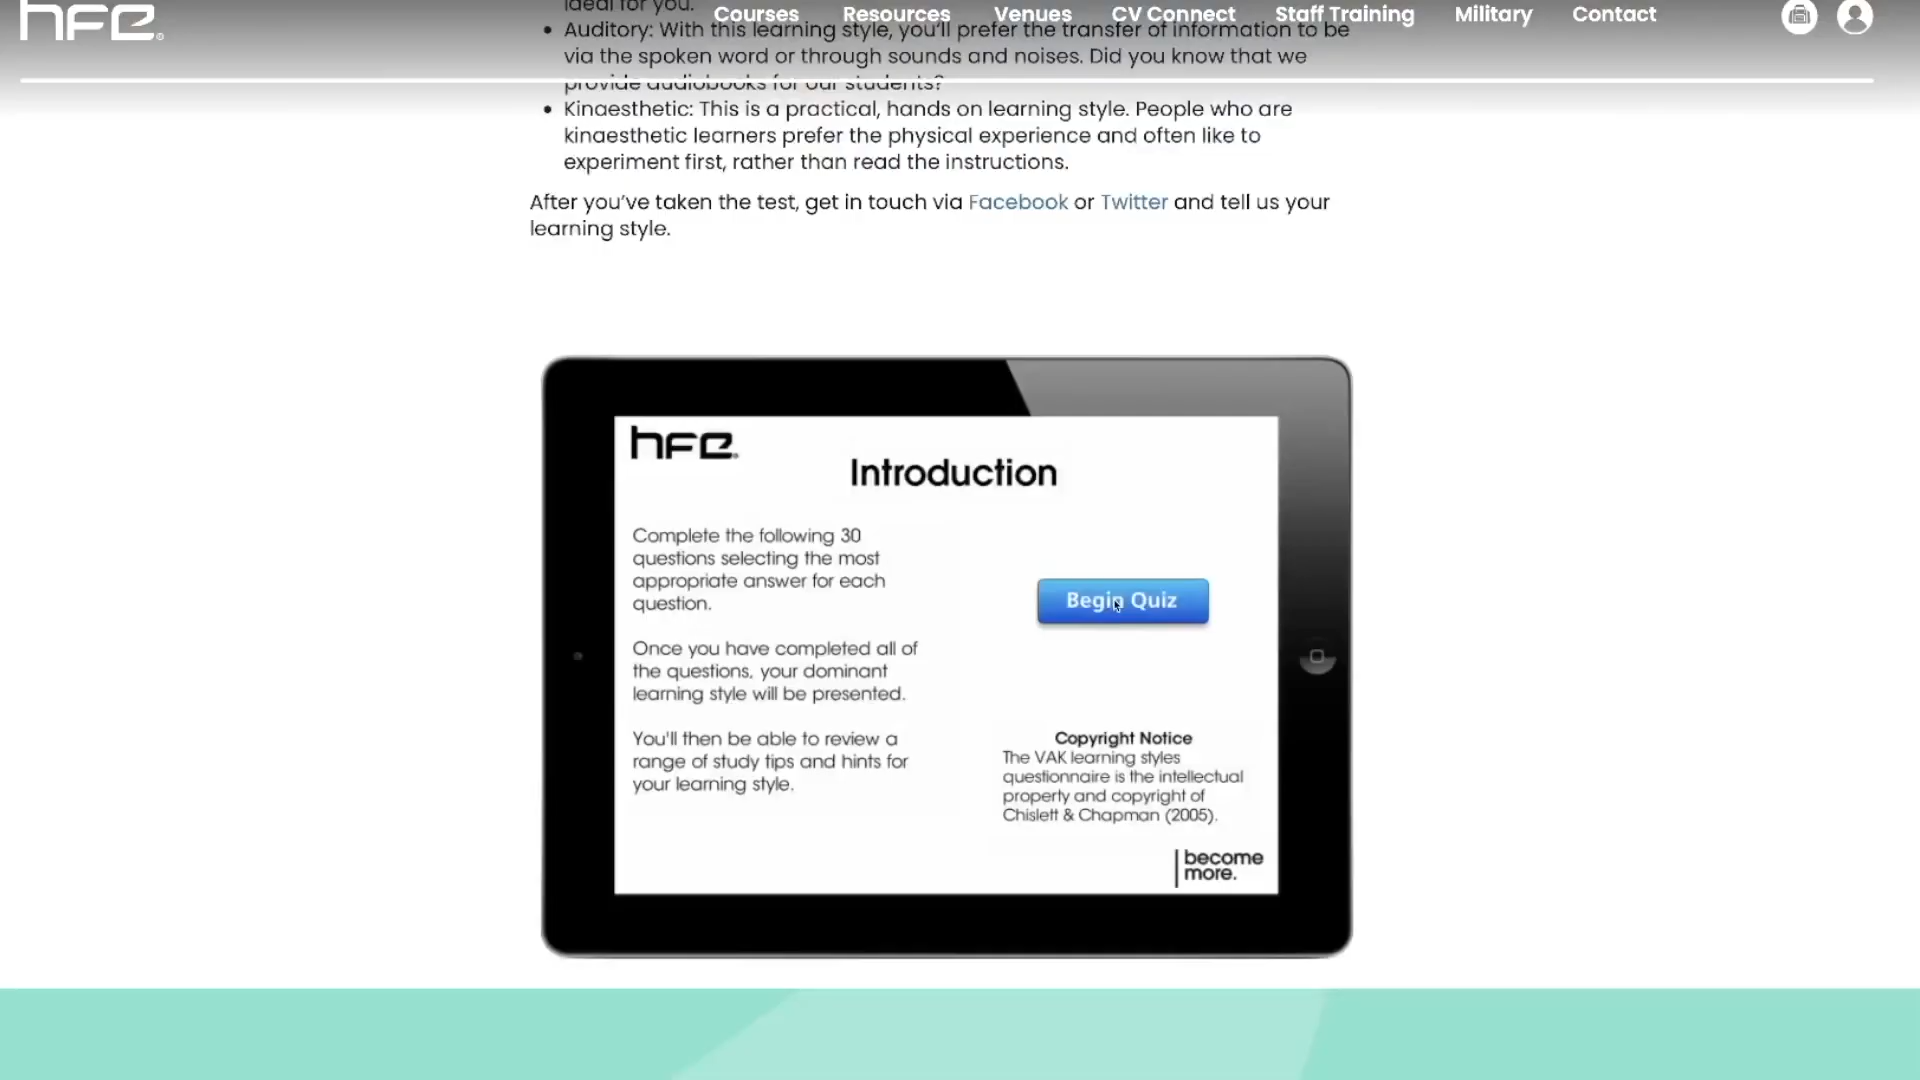 hfe
Courses Resources Venues CV Connect Staff Training Military Contact
ideal for you.
• Auditory: With this learning style, you'll prefer the transfer of information to be
via the spoken word or through sounds and noises. Did you know that we
provide audiobooks for our students?
• Kinaesthetic: This is a practical, hands on learning style. People who are
kinaesthetic learners prefer the physical experience and often like to
experiment first, rather than read the instructions.
After you've taken the test, get in touch via Facebook or Twitter and tell us your
learning style.
hfe
Introduction
Complete the following 30
questions selecting the most
appropriate answer for each
question.
Once you have completed all of
the questions, your dominant
learning style will be presented.
You'll then be able to review a
range of study tips and hints for
your learning style.
Begin Quiz
Copyright Notice
The VAK learning styles
questionnaire is the intellectual
property and copyright of
Chislett & Chapman (2005).
become
more.